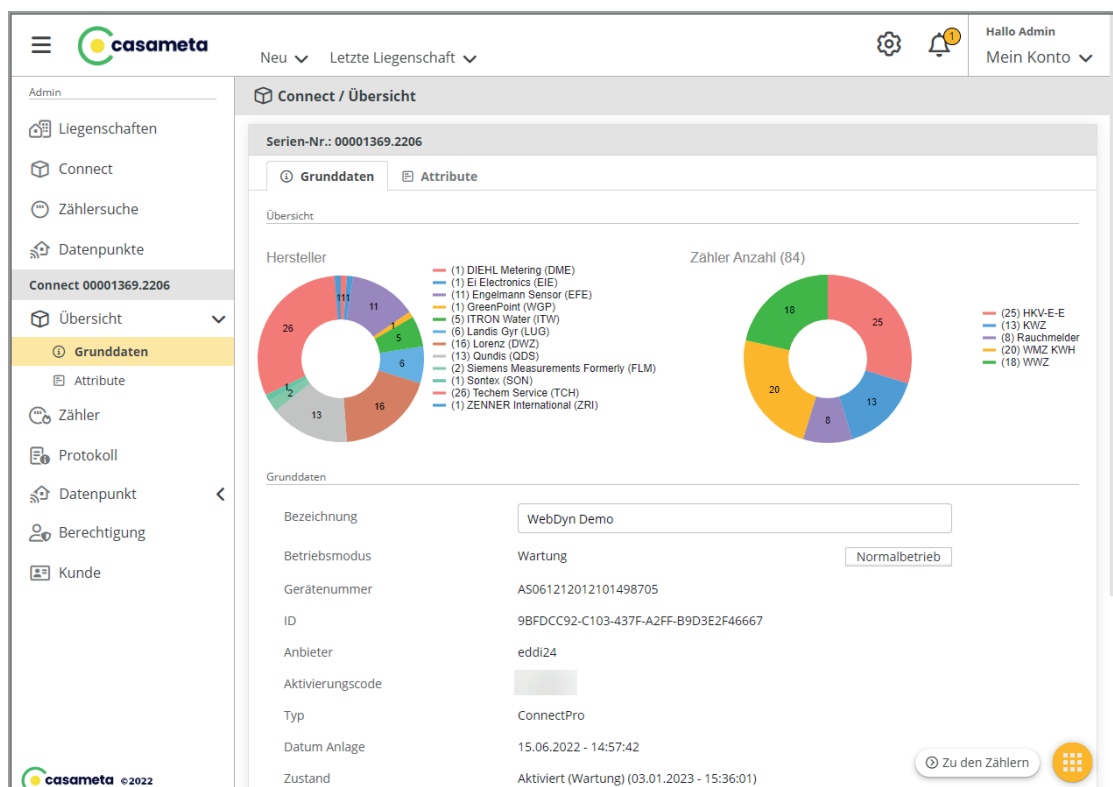 casameta
Neu
Letzte Liegenschaft
1
Hallo Admin
Mein Konto
Admin
Liegenschaften
Connect
Zählersuche
Datenpunkte
Connect 00001369.2206
Übersicht
Grunddaten
Attribute
Zähler
Protokoll
Datenpunkt
Berechtigung
Kunde
casameta ©2022
Connect / Übersicht
Serien-Nr.: 00001369.2206
Grunddaten
Attribute
Übersicht
Hersteller
1
1
1
11
1
5
6
16
13
2
1
26
(1) DIEHL Metering (DME)
(1) Ei Electronics (EIE)
(11) Engelmann Sensor (EFE)
(1) GreenPoint (WGP)
(5) ITRON Water (ITW)
(6) Landis Gyr (LUG)
(16) Lorenz (DWZ)
(13) Qundis (QDS)
(2) Siemens Measurements Formerly (FLM)
(1) Sontex (SON)
(26) Techem Service (TCH)
(1) ZENNER International (ZRI)
Zähler Anzahl (84)
25
13
8
20
18
(25) HKV-E-E
(13) KWZ
(8) Rauchmelder
(20) WMZ KWH
(18) WWZ
Grunddaten
Bezeichnung WebDyn Demo
Betriebsmodus Wartung Normalbetrieb
Gerätenummer AS061212012101498705
ID 9BFDCC92-C103-437F-A2FF-B9D3E2F46667
Anbieter eddi24
Aktivierungscode
Typ ConnectPro
Datum Anlage 15.06.2022 - 14:57:42
Zustand Aktiviert (Wartung) (03.01.2023 - 15:36:01)
Zu den Zählern